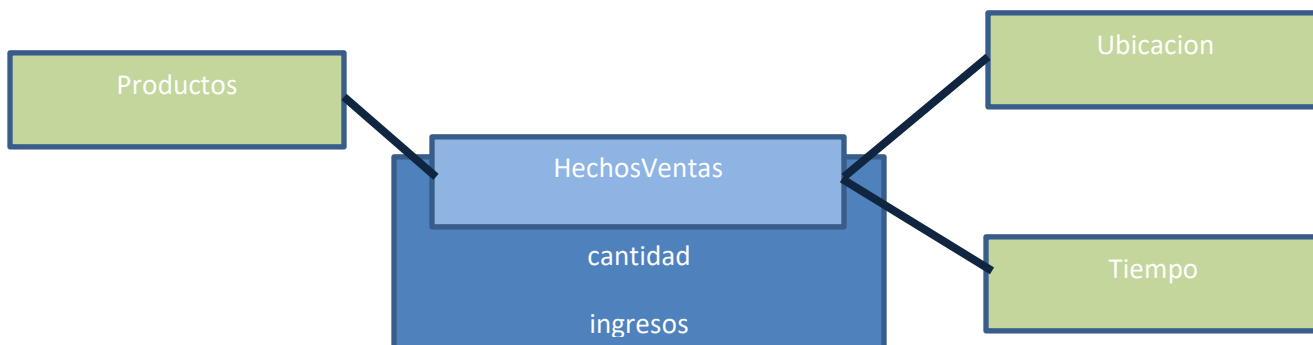 Ubicacion
Productos
HechosVentas
cantidad
Tiempo
ingresos